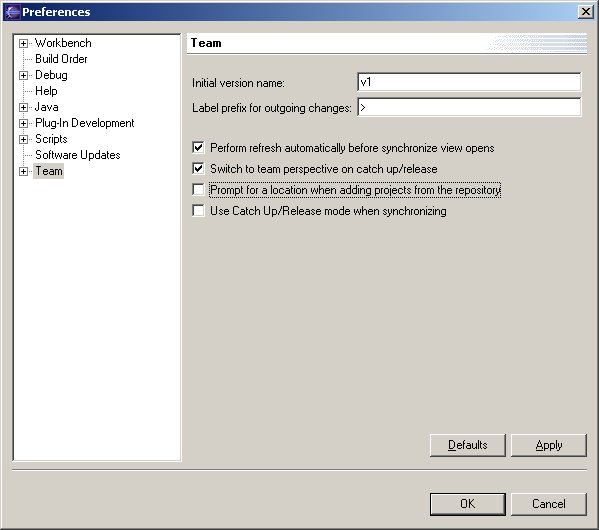 Preferences
Workbench
Build Order
Debug
Help
Java
Plug-In Development
Scripts
Software Updates
Team
Team
Initial version name: v1
Label prefix for outgoing changes: >
Perform refresh automatically before synchronize view opens
Switch to team perspective on catch up/release
Prompt for a location when adding projects from the repository
Use Catch Up/Release mode when synchronizing
Defaults Apply
OK Cancel